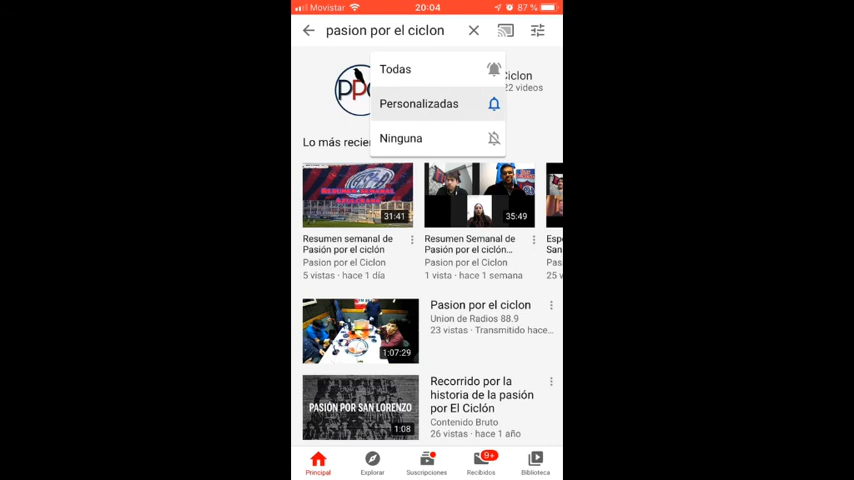 Movistar
20:04
87 %
pasion por el ciclon
Todas
Ciclon
Personalizadas
22 videos
Ninguna
Lo más recien
RESUMEN SEMANAL
AZULGRANA
31:41
35:49
Resumen semanal de
Pasión por el ciclón
Pasion por el Ciclon
5 vistas · hace 1 día
Resumen Semanal de
Pasión por el ciclón...
Pasion por el Ciclon
1 vista · hace 1 semana
Espe
San
Pas
25 v
Pasion por el ciclon
Union de Radios 88.9
23 vistas · Transmitido hace...
1:07:29
Recorrido por la
historia de la pasión
por El Ciclón
Contenido Bruto
26 vistas · hace 1 año
PASIÓN POR SAN LORENZO
1:08
9+
Principal
Explorar
Suscripciones
Recibidos
Biblioteca